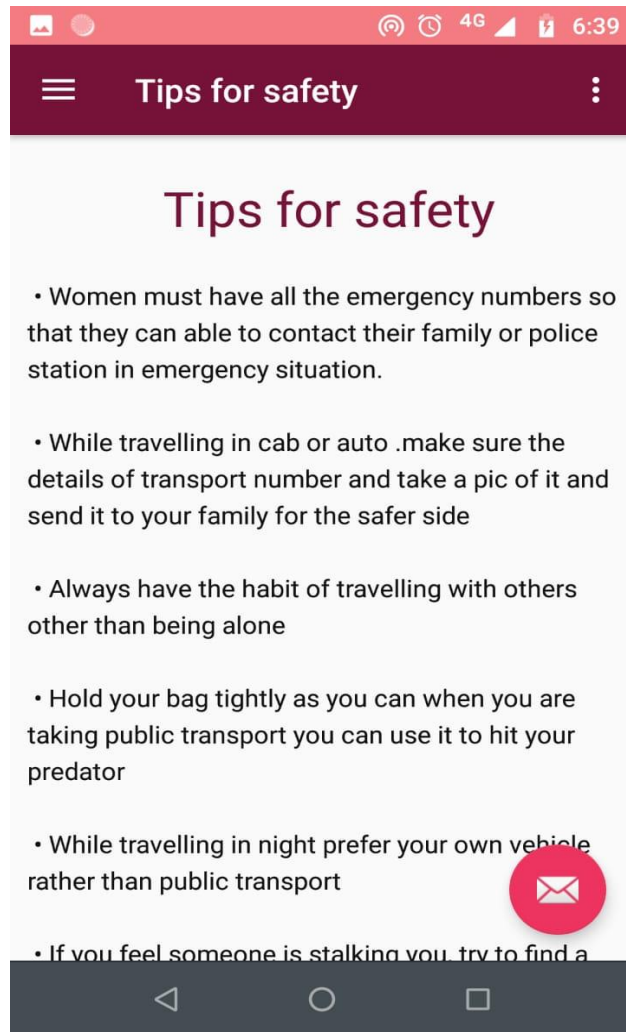 4G 6:39
Tips for safety
Tips for safety
• Women must have all the emergency numbers so
that they can able to contact their family or police
station in emergency situation.
• While travelling in cab or auto .make sure the
details of transport number and take a pic of it and
send it to your family for the safer side
• Always have the habit of travelling with others
other than being alone
• Hold your bag tightly as you can when you are
taking public transport you can use it to hit your
predator
• While travelling in night prefer your own vehicle
rather than public transport
• If you feel someone is stalking you, try to find a